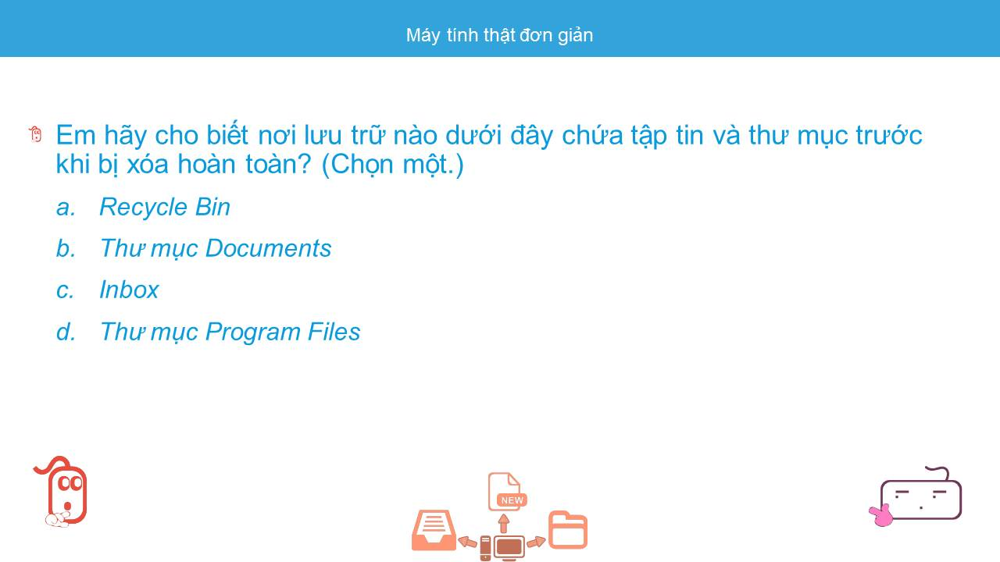 Máy tính thật đơn giản
Em hãy cho biết nơi lưu trữ nào dưới đây chứa tập tin và thư mục trước
khi bị xóa hoàn toàn? (Chọn một.)
a. Recycle Bin
b. Thư mục Documents
c. Inbox
d. Thư mục Program Files
NEW